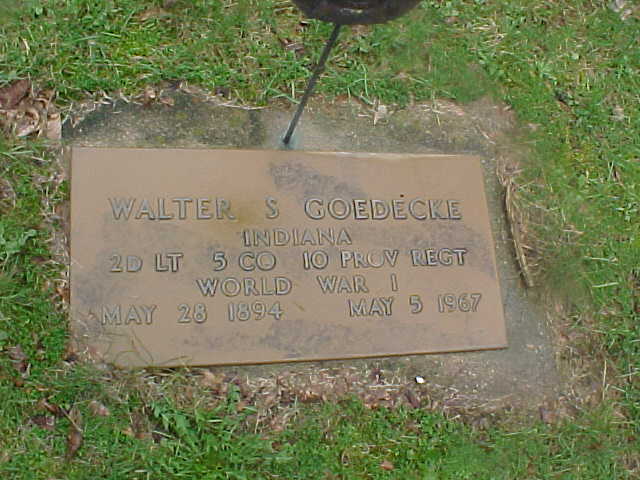 WALTER S GOEDECKE
INDIANA
2D LT 5 CO 10 PROV REGT
WORLD WAR I
MAY 28 1894 MAY 5 1967